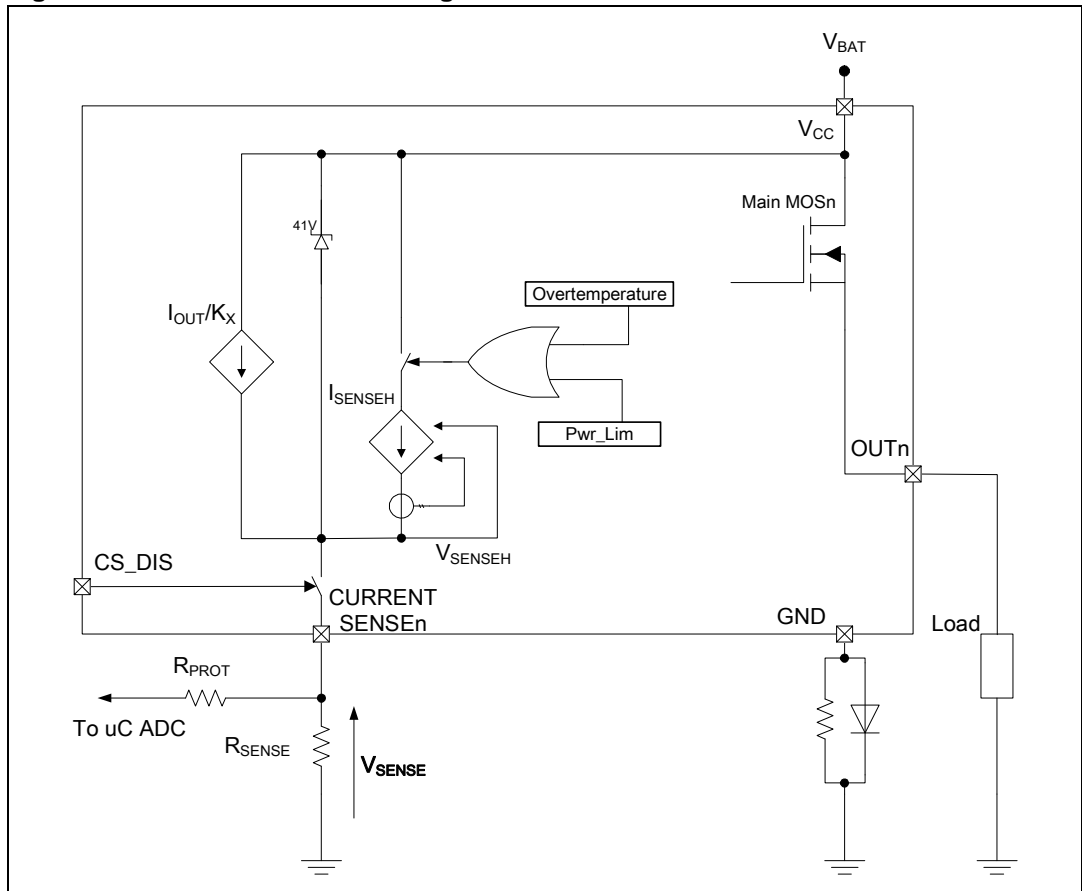 V_BAT
V_CC
Main MOSn
41V
Overtemperature
I_OUT/K_X
I_SENSEH
Pwr_Lim
OUTn
V_SENSEH
CS_DIS
CURRENT
SENSEn
GND
Load
R_PROT
To uC ADC
R_SENSE
V_SENSE